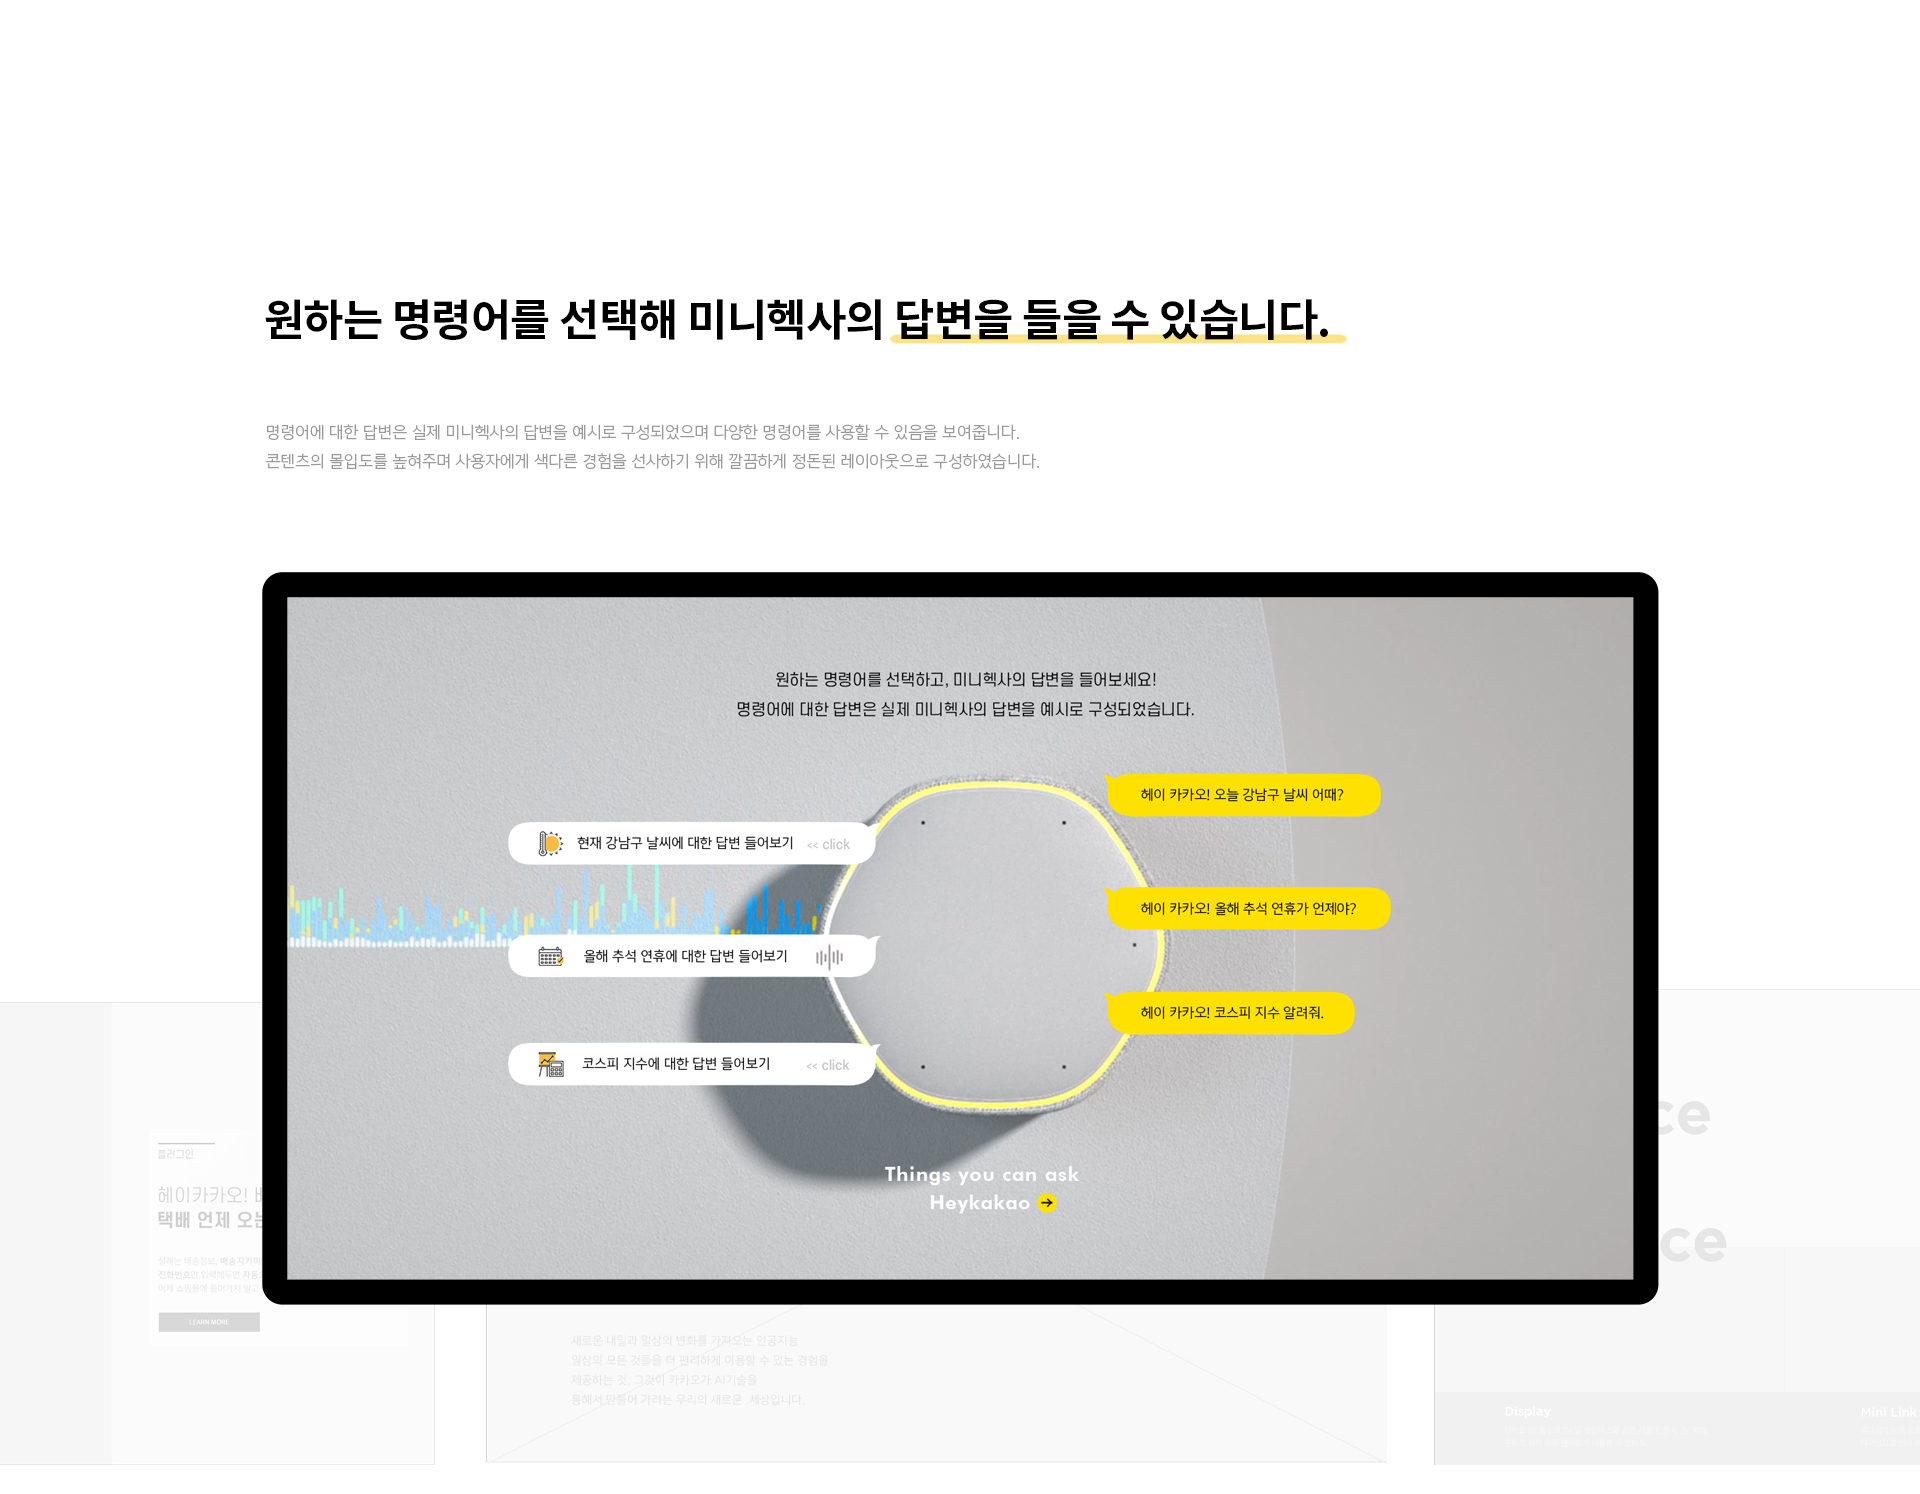 원하는 명령어를 선택해 미니헥사의 답변을 들을 수 있습니다.
명령어에 대한 답변은 실제 미니헥사의 답변을 예시로 구성되었으며 다양한 명령어를 사용할 수 있음을 보여줍니다.
콘텐츠의 몰입도를 높혀주며 사용자에게 색다른 경험을 선사하기 위해 깔끔하게 정돈된 레이아웃으로 구성하였습니다.
원하는 명령어를 선택하고, 미니헥사의 답변을 들어보세요!
명령어에 대한 답변은 실제 미니헥사의 답변을 예시로 구성되었습니다.
헤이 카카오! 오늘 강남구 날씨 어때?
현재 강남구 날씨에 대한 답변 들어보기 << click
헤이 카카오! 올해 추석 연휴가 언제야?
올해 추석 연휴에 대한 답변 들어보기
헤이 카카오! 코스피 지수 알려줘.
코스피 지수에 대한 답변 들어보기 << click
Things you can ask
Heykakao
플러그인
헤이카카오!
택배 언제
LEARN MORE
새로운 내일과 일상의 변화를 가져오는 인공지능
일상의 모든 것들을 더 편리하게 이용할 수 있는 경험을
제공하는 것, 그것이 카카오가 AI기술을
통해서 만들어 가려는 우리의 새로운 세상입니다.
ce
ce
Display
Mini Link